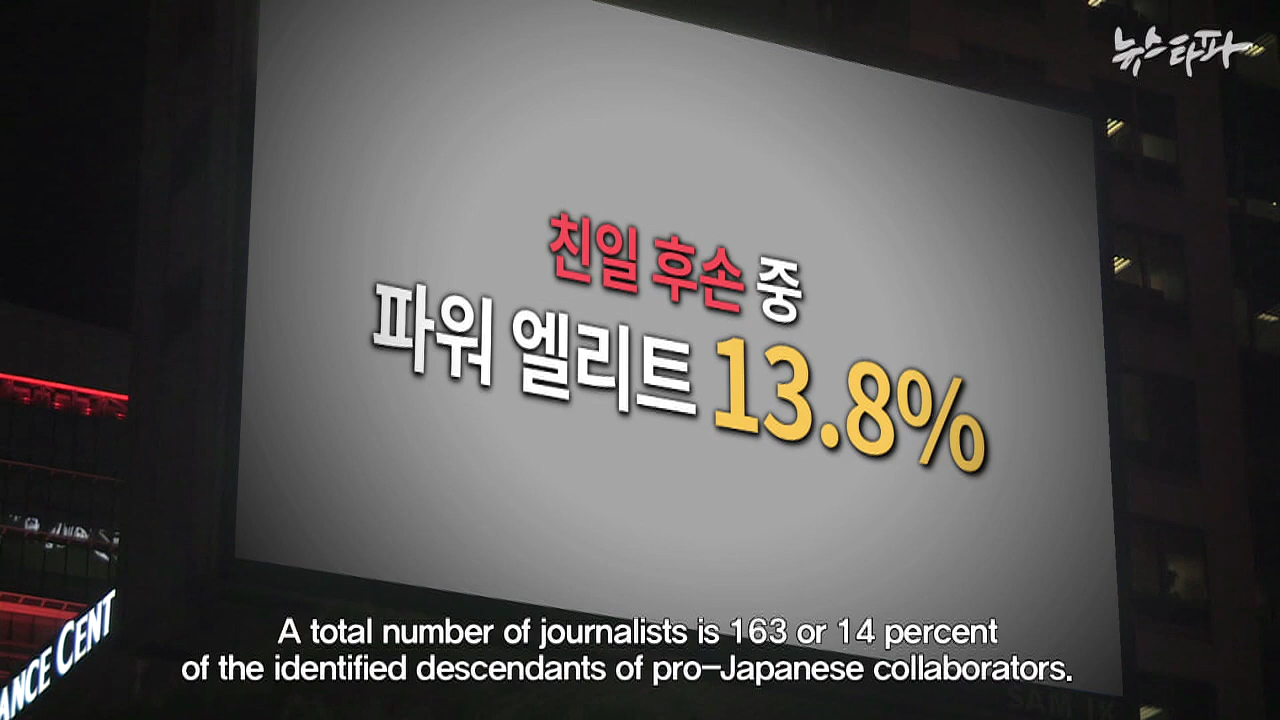 뉴스타파
친일 후손 중
파워 엘리트 13.8%
ANCE CENT
A total number of journalists is 163 or 14 percent
of the identified descendants of pro-Japanese collaborators.